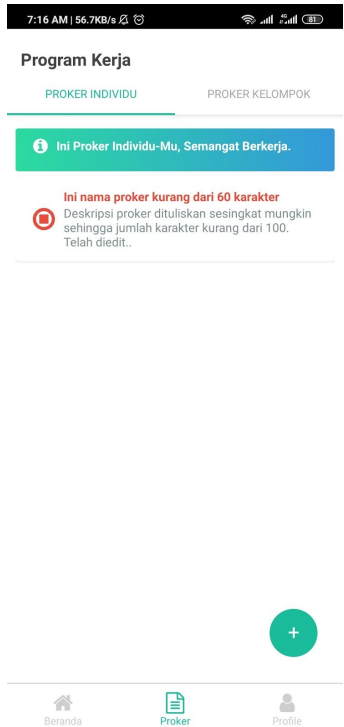 7:16 AM | 56.7KB/s
4G
81
Program Kerja
PROKER INDIVIDU
PROKER KELOMPOK
Ini Proker Individu-Mu, Semangat Berkerja.
Ini nama proker kurang dari 60 karakter
Deskripsi proker dituliskan sesingkat mungkin
sehingga jumlah karakter kurang dari 100.
Telah diedit..
+
Beranda
Proker
Profile